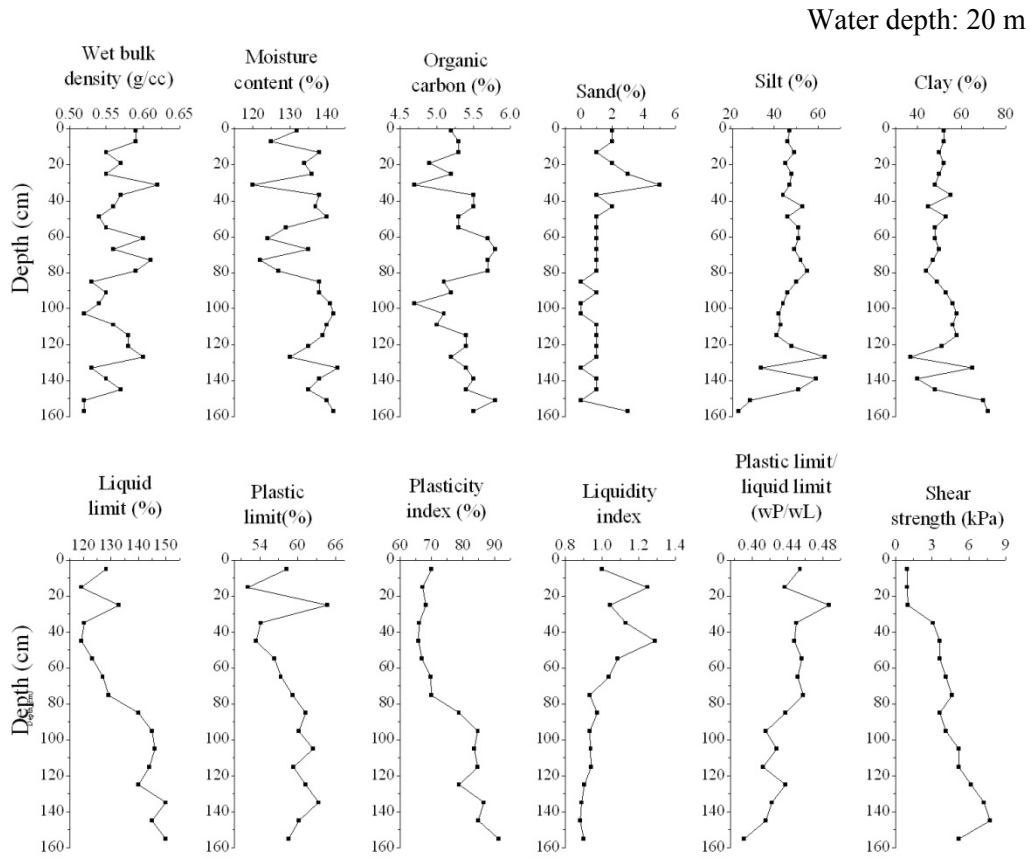 Water depth: 20 m
Wet bulk
density (g/cc)
0.50 0.55 0.60 0.65
Moisture
content (%)
120 130 140
Organic
carbon (%)
4.5 5.0 5.5 6.0
Sand(%)
0 2 4 6
Silt (%)
20 40 60
Clay (%)
40 60 80
Depth (cm)
0
20
40
60
80
100
120
140
160
Liquid
limit (%)
120 130 140 150
Plastic
limit(%)
54 60 66
Plasticity
index (%)
60 70 80 90
Liquidity
index
0.8 1.0 1.2 1.4
Plastic limit/
liquid limit
(wP/wL)
0.40 0.44 0.48
Shear
strength (kPa)
0 3 6 9
Depth (cm)
Depth (cm)
0
20
40
60
80
100
120
140
160